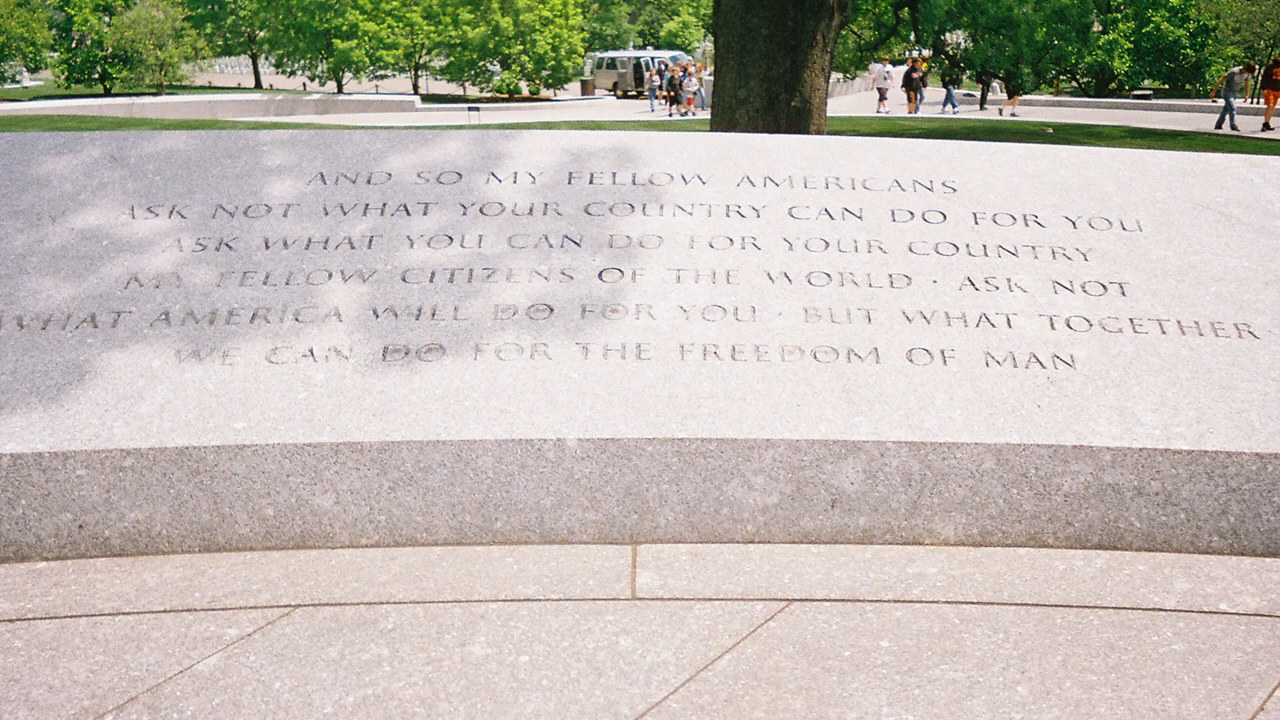 AND SO MY FELLOW AMERICANS
ASK NOT WHAT YOUR COUNTRY CAN DO FOR YOU
ASK WHAT YOU CAN DO FOR YOUR COUNTRY
MY FELLOW CITIZENS OF THE WORLD · ASK NOT
WHAT AMERICA WILL DO FOR YOU · BUT WHAT TOGETHER
WE CAN DO FOR THE FREEDOM OF MAN